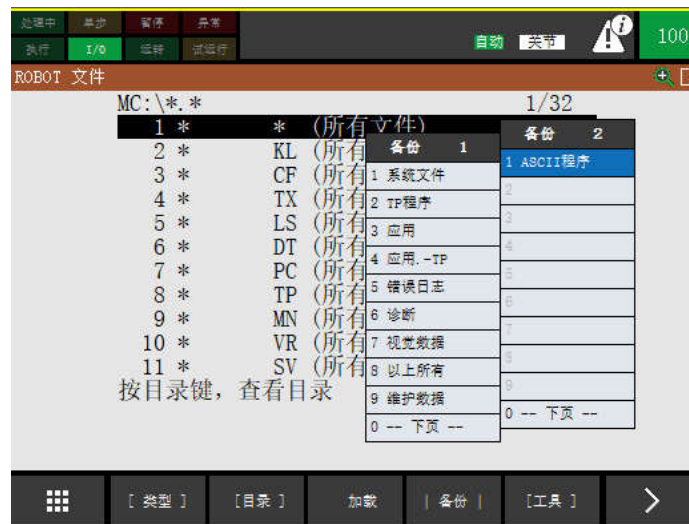 处理中 单步 暂停 异常
执行 I/O 运转 试运行 自动 关节 100
ROBOT 文件
MC:\*.* 1/32
1 * * (所有文件)
2 * KL (所有
3 * CF (所有
4 * TX (所有
5 * LS (所有
6 * DT (所有
7 * PC (所有
8 * TP (所有
9 * MN (所有
10 * VR (所有
11 * SV (所有
按目录键，查看目录
备份 1
1 系统文件
2 TP程序
3 应用
4 应用.-TP
5 错误日志
6 诊断
7 视觉数据
8 以上所有
9 维护数据
0 -- 下页 --
备份 2
1 ASCII程序
2
3
4
5
6
7
8
9
0 -- 下页 --
[ 类型 ] [目录 ] 加载 | 备份 | [工具 ] >